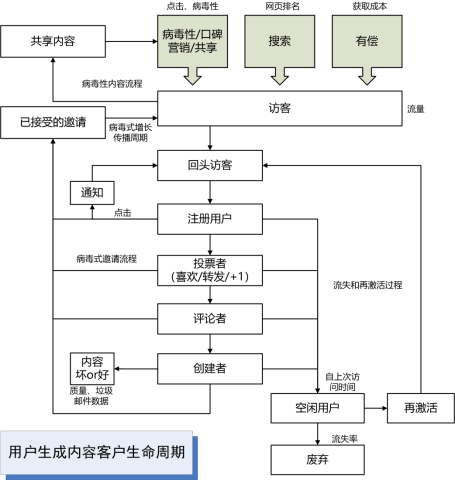 点击、病毒性
网页排名
获取成本
共享内容
病毒性/口碑
营销/共享
搜索
有偿
病毒性内容流程
访客
流量
已接受的邀请
病毒式增长
传播周期
回头访客
通知
点击
注册用户
病毒式邀请流程
投票者
(喜欢/转发/+1)
流失和再激活过程
评论者
内容
坏or好
创建者
质量、垃圾
邮件数据
自上次访
问时间
空闲用户
再激活
用户生成内容客户生命周期
流失率
废弃